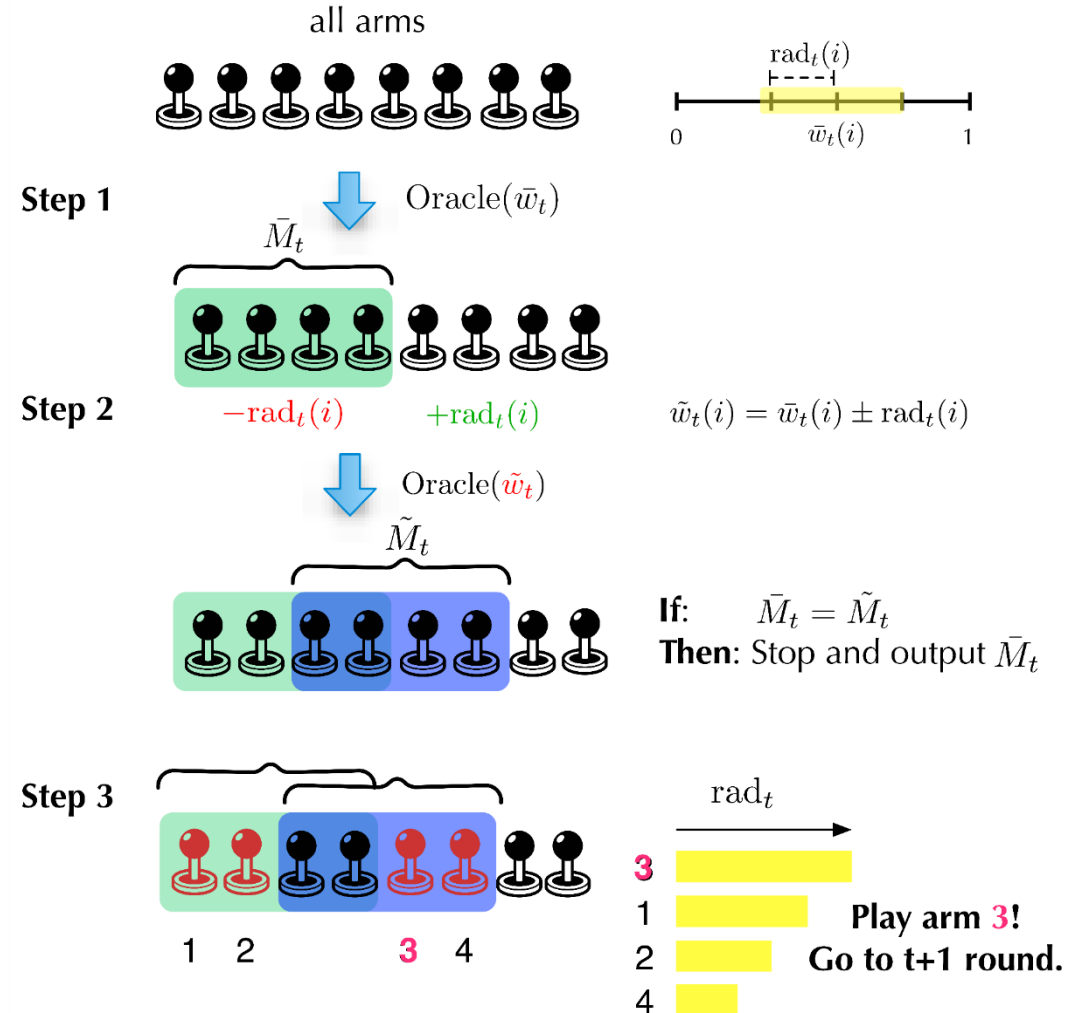 all arms
rad_t(i)
0 w̄_t(i) 1
Step 1 Oracle(w̄_t)
M̄_t
Step 2 −rad_t(i) +rad_t(i) w̃_t(i) = w̄_t(i) ± rad_t(i)
Oracle(w̃_t)
M̃_t
If: M̄_t = M̃_t
Then: Stop and output M̄_t
Step 3 rad_t
3
1 Play arm 3!
1 2 3 4
2 Go to t+1 round.
4